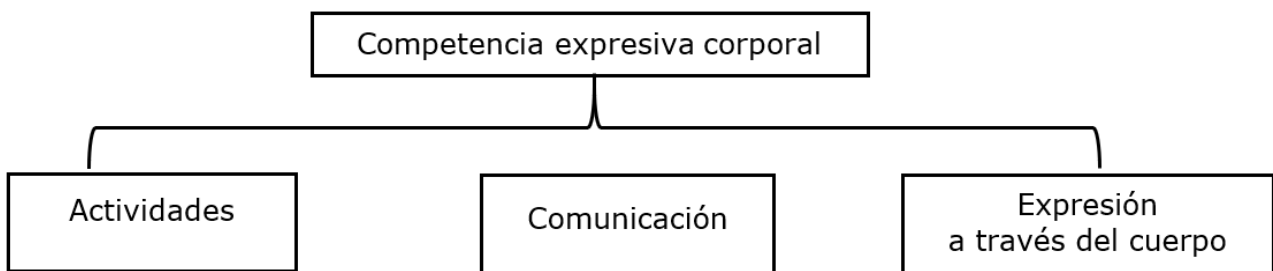 Competencia expresiva corporal
Actividades
Comunicación
Expresión
a través del cuerpo